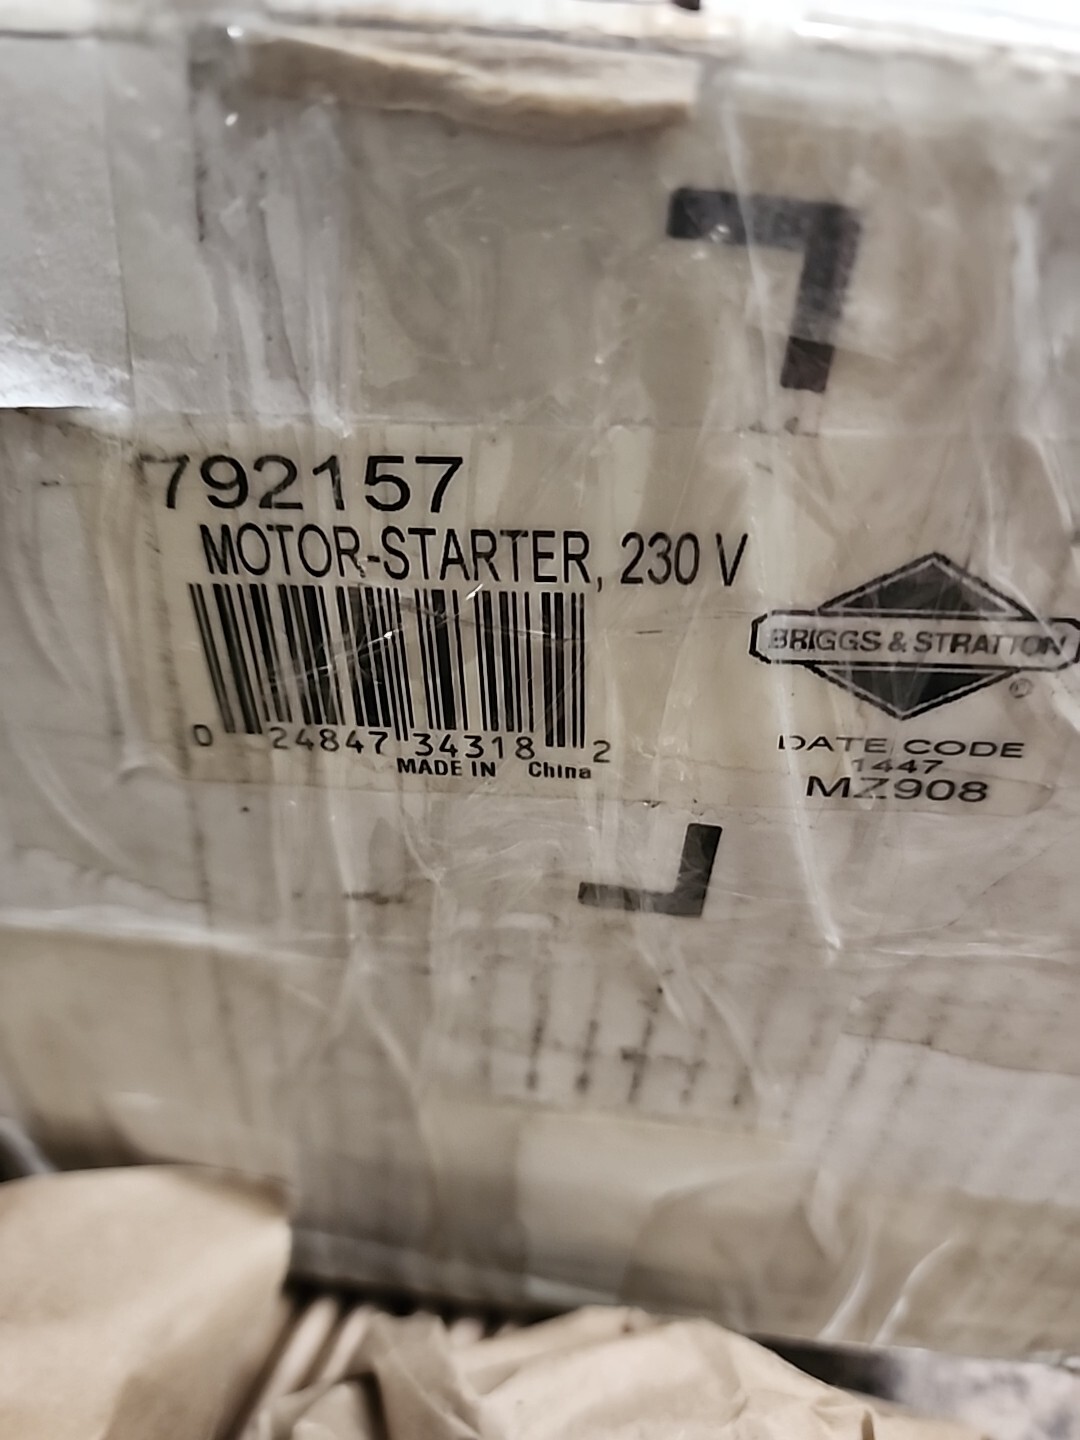 792157
MOTOR-STARTER, 230 V
0 24847 34318 2
MADE IN China
BRIGGS & STRATTON
®
DATE CODE
1447
MZ908